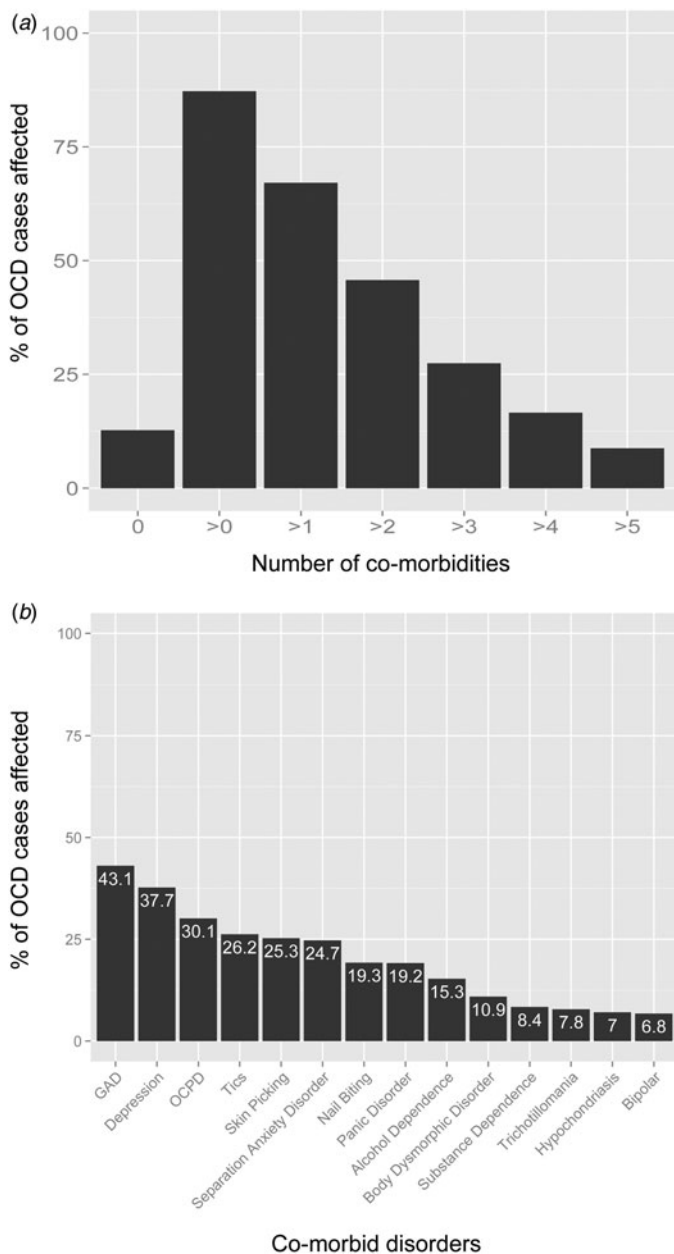 (a)
% of OCD cases affected
100
75
50
25
0
0 >0 >1 >2 >3 >4 >5
Number of co-morbidities
(b)
% of OCD cases affected
100
75
50
25
0
43.1 37.7 30.1 26.2 25.3 24.7 19.3 19.2 15.3 10.9 8.4 7.8 7 6.8
GAD
Depression
OCPD
Tics
Skin Picking
Separation Anxiety Disorder
Nail Biting
Panic Disorder
Alcohol Dependence
Body Dysmorphic Disorder
Substance Dependence
Trichotillomania
Hypochondriasis
Bipolar
Co-morbid disorders